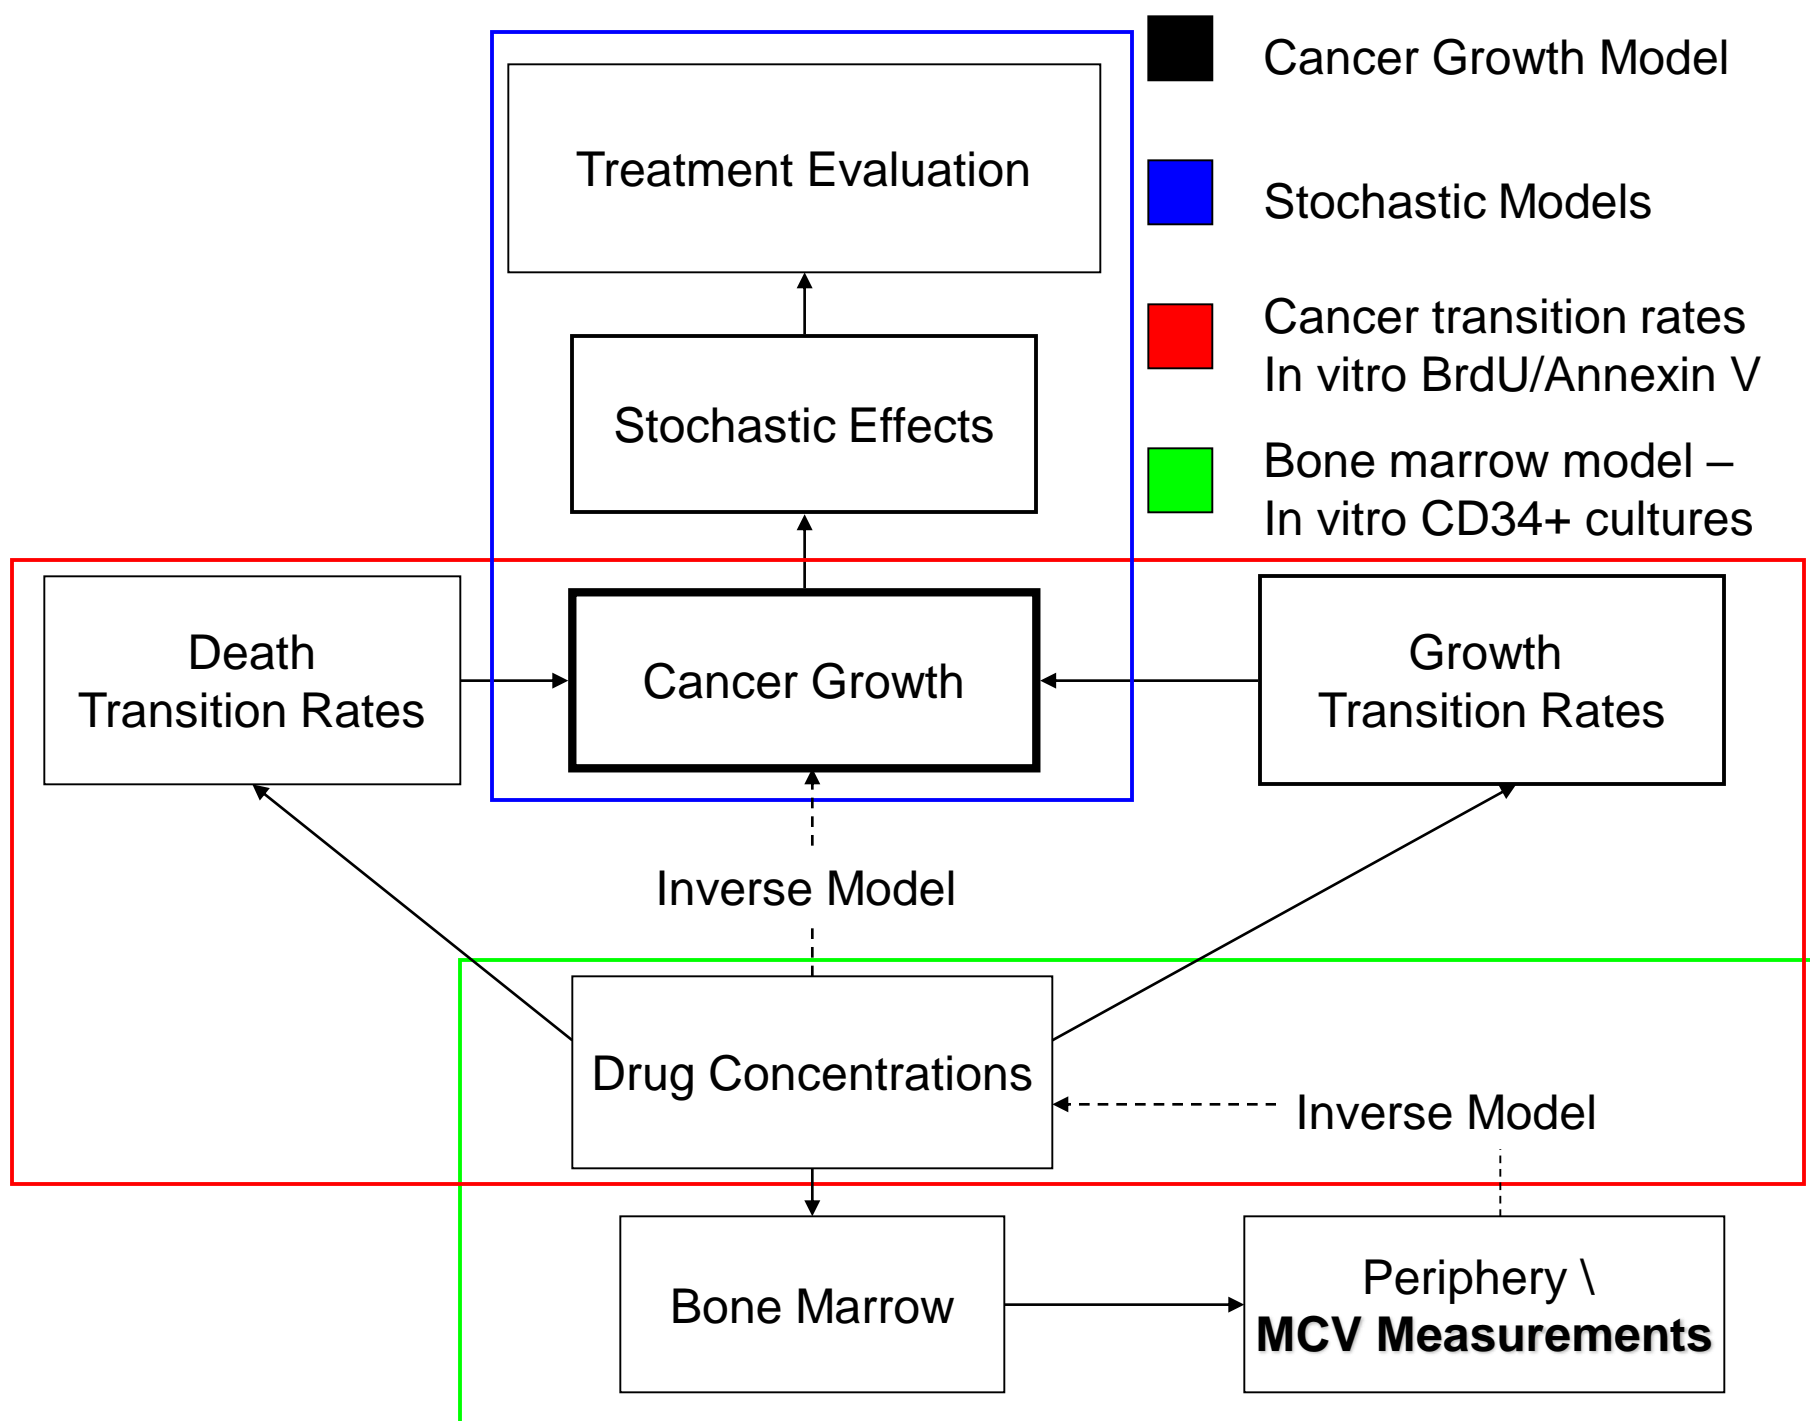 Cancer Growth Model
Treatment Evaluation
Stochastic Models
Cancer transition rates
In vitro BrdU/Annexin V
Stochastic Effects
Bone marrow model –
In vitro CD34+ cultures
Death
Transition Rates
Cancer Growth
Growth
Transition Rates
Inverse Model
Drug Concentrations
Inverse Model
Bone Marrow
Periphery \
MCV Measurements